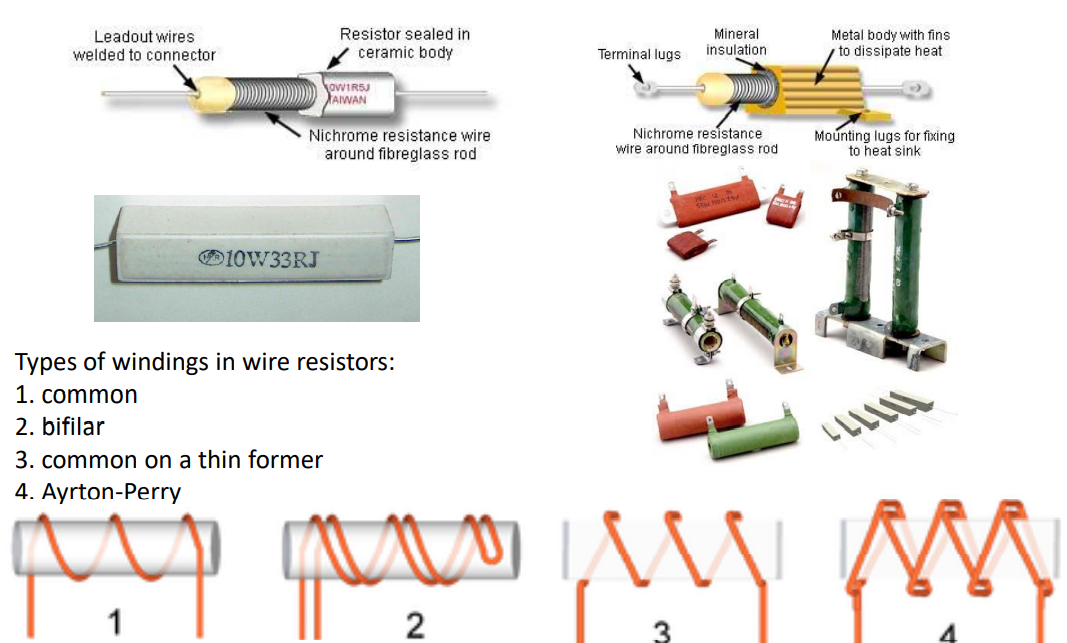 Leadout wires
welded to connector
Resistor sealed in
ceramic body
10W1R5J
TAIWAN
Nichrome resistance wire
around fibreglass rod
Terminal lugs
Mineral
insulation
Metal body with fins
to dissipate heat
Nichrome resistance
wire around fibreglass rod
Mounting lugs for fixing
to heat sink
10W33RJ
Types of windings in wire resistors:
1. common
2. bifilar
3. common on a thin former
4. Ayrton-Perry
1
2
3
4